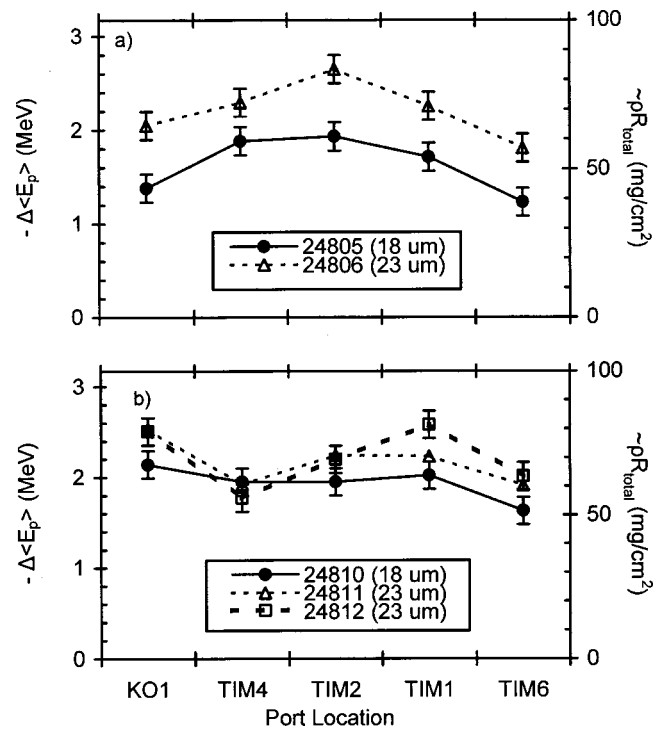 a)
3
2
1
0
- Δ<Eₚ> (MeV)
100
50
0
~ρR_total (mg/cm²)
24805 (18 um)
24806 (23 um)
b)
3
2
1
0
- Δ<Eₚ> (MeV)
100
50
0
~ρR_total (mg/cm²)
24810 (18 um)
24811 (23 um)
24812 (23 um)
KO1 TIM4 TIM2 TIM1 TIM6
Port Location